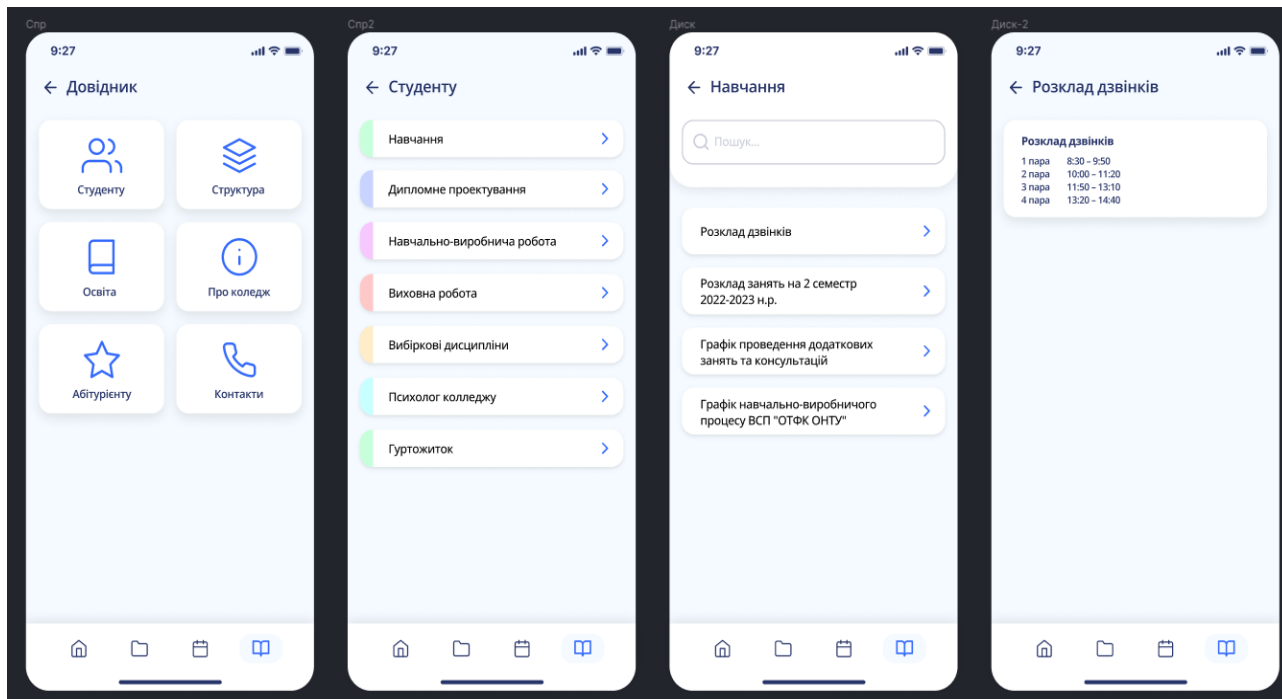 Спр
9:27
Довідник
Студенту
Структура
Освіта
Про коледж
Абітурієнту
Контакти
Спр2
9:27
Студенту
Навчання
Дипломне проектування
Навчально-виробнича робота
Виховна робота
Вибіркові дисципліни
Психолог колледжу
Гуртожиток
Диск
9:27
Навчання
Пошук...
Розклад дзвінків
Розклад занять на 2 семестр
2022-2023 н.р.
Графік проведення додаткових
занять та консультацій
Графік навчально-виробничого
процесу ВСП "ОТФК ОНТУ"
Диск-2
9:27
Розклад дзвінків
Розклад дзвінків
1 пара 8:30 – 9:50
2 пара 10:00 – 11:20
3 пара 11:50 – 13:10
4 пара 13:20 – 14:40